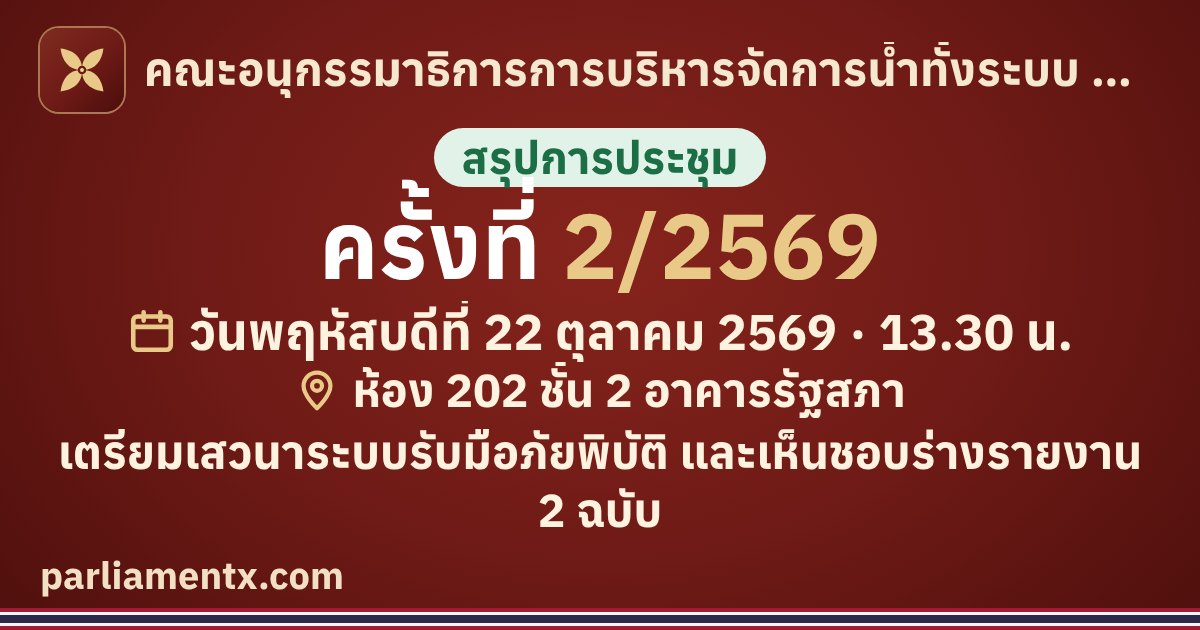 คณะอนุกรรมาธิการการบริหารจัดการน้ำทั้งระบบ ...
สรุปการประชุม
ครั้งที่ 2/2569
วันพฤหัสบดีที่ 22 ตุลาคม 2569 · 13.30 น.
ห้อง 202 ชั้น 2 อาคารรัฐสภา
เตรียมเสวนาระบบรับมือภัยพิบัติ และเห็นชอบร่างรายงาน
2 ฉบับ
parliamentx.com